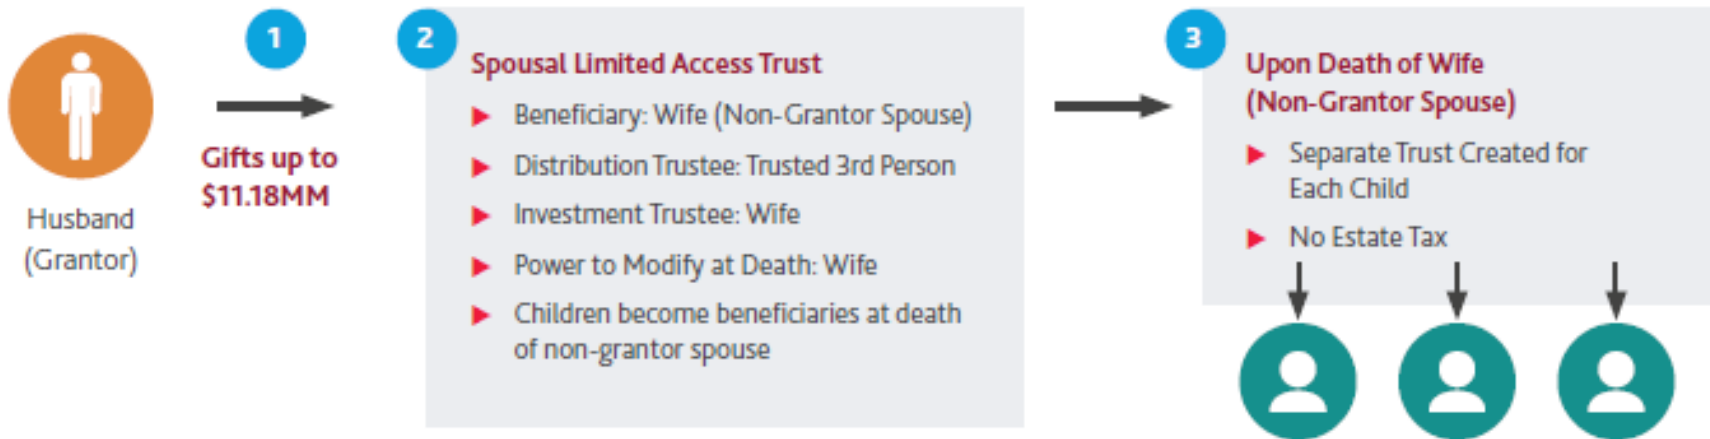 1
Gifts up to
$11.18MM
Husband
(Grantor)
2
Spousal Limited Access Trust
Beneficiary: Wife (Non-Grantor Spouse)
Distribution Trustee: Trusted 3rd Person
Investment Trustee: Wife
Power to Modify at Death: Wife
Children become beneficiaries at death
of non-grantor spouse
3
Upon Death of Wife
(Non-Grantor Spouse)
Separate Trust Created for
Each Child
No Estate Tax